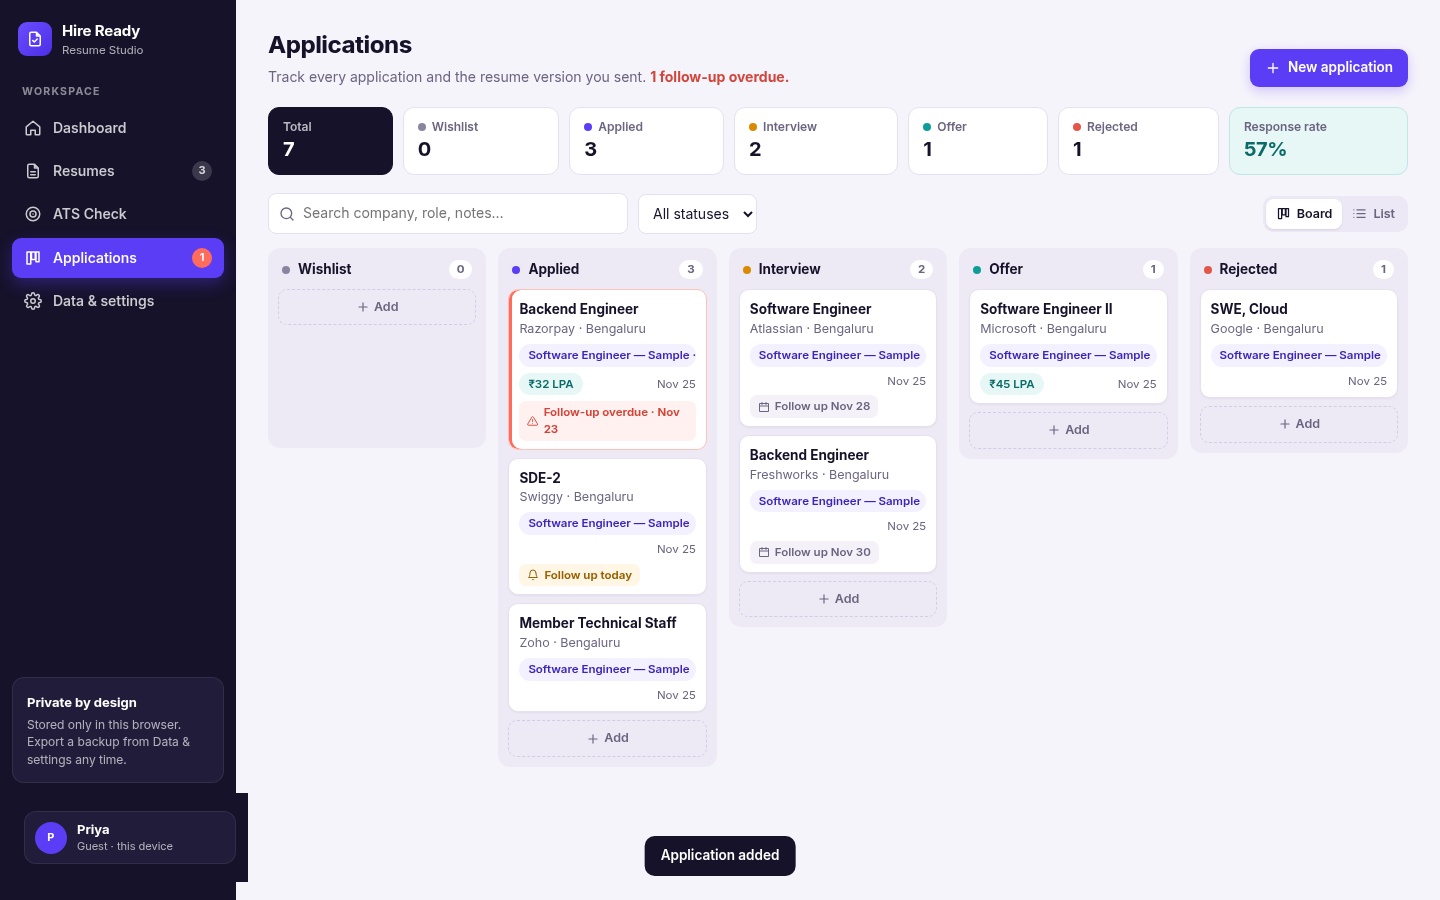 Hire Ready
Resume Studio
WORKSPACE
Dashboard
Resumes 3
ATS Check
Applications 1
Data & settings
Private by design
Stored only in this browser.
Export a backup from Data &
settings any time.
P
Priya
Guest · this device
Applications
Track every application and the resume version you sent. 1 follow-up overdue.
+ New application
Total
7
Wishlist
0
Applied
3
Interview
2
Offer
1
Rejected
1
Response rate
57%
Search company, role, notes...
All statuses
Board
List
Wishlist 0
+ Add
Applied 3
Backend Engineer
Razorpay · Bengaluru
Software Engineer — Sample ·
₹32 LPA Nov 25
Follow-up overdue · Nov
23
SDE-2
Swiggy · Bengaluru
Software Engineer — Sample
Nov 25
Follow up today
Member Technical Staff
Zoho · Bengaluru
Software Engineer — Sample
Nov 25
+ Add
Interview 2
Software Engineer
Atlassian · Bengaluru
Software Engineer — Sample
Nov 25
Follow up Nov 28
Backend Engineer
Freshworks · Bengaluru
Software Engineer — Sample
Nov 25
Follow up Nov 30
+ Add
Offer 1
Software Engineer II
Microsoft · Bengaluru
Software Engineer — Sample
₹45 LPA Nov 25
+ Add
Rejected 1
SWE, Cloud
Google · Bengaluru
Software Engineer — Sample
Nov 25
+ Add
Application added